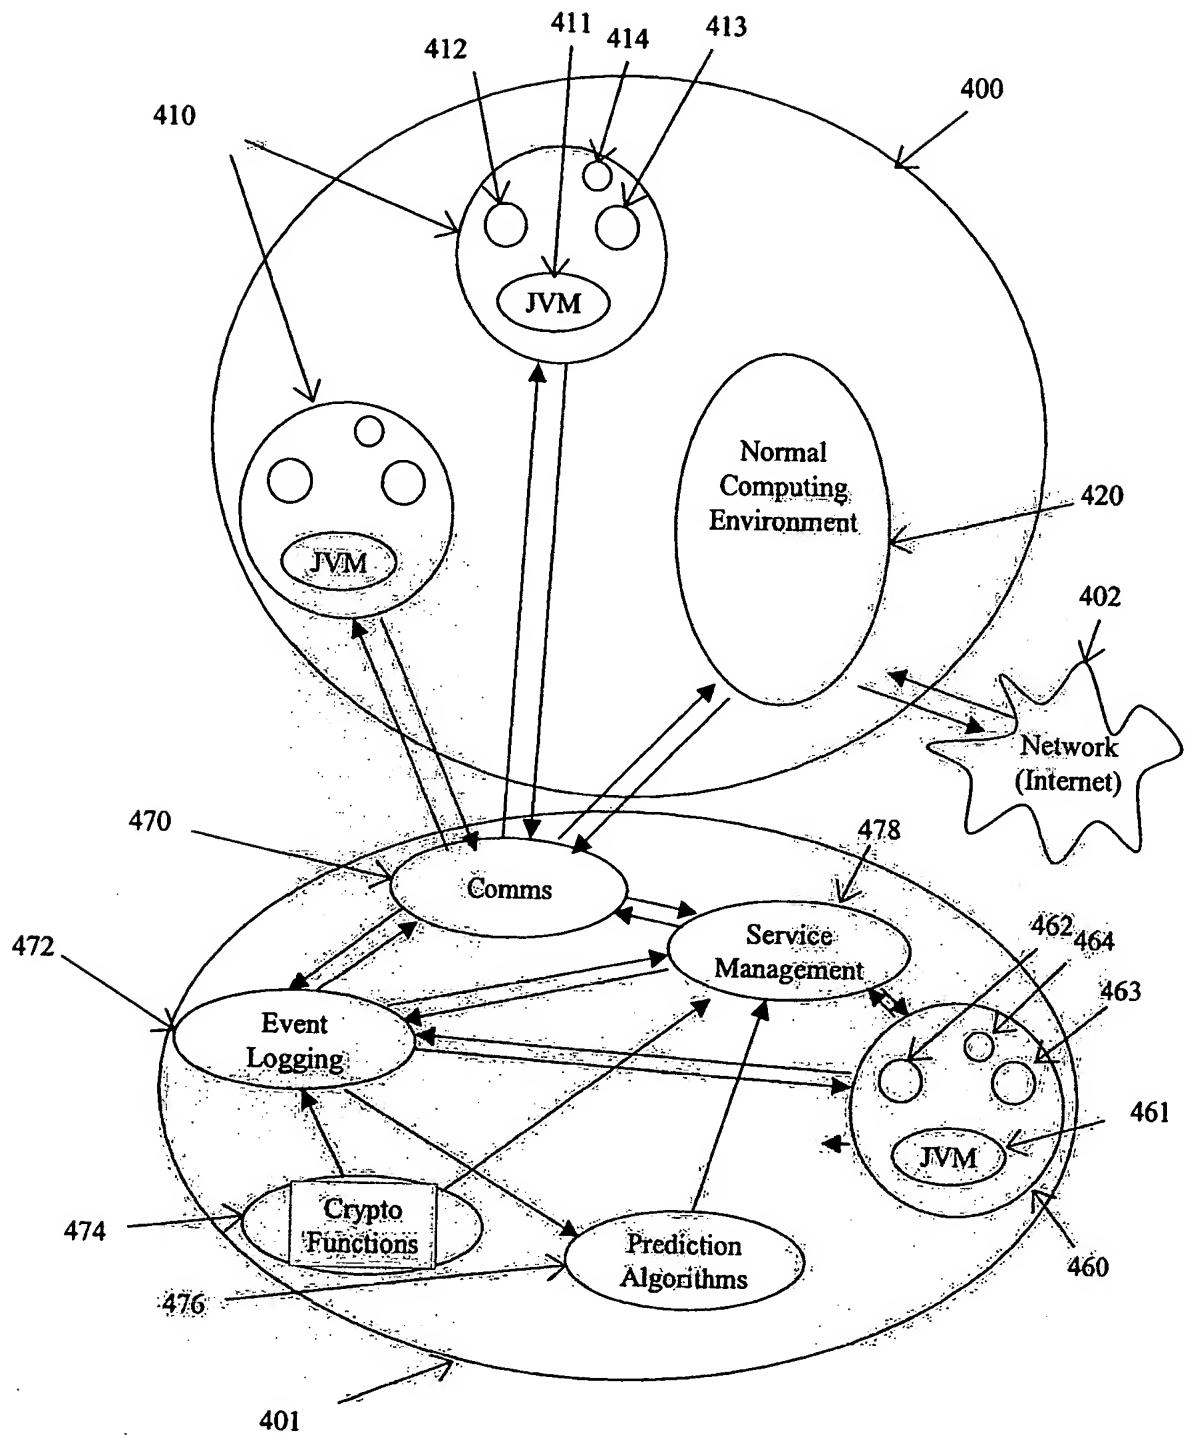 411
412
414
413
400
410
JVM
Normal
Computing
Environment
420
JVM
402
Network
(Internet)
470
478
Comms
462
464
472
Service
Management
463
Event
Logging
461
JVM
Crypto
Functions
474
Prediction
Algorithms
460
476
401